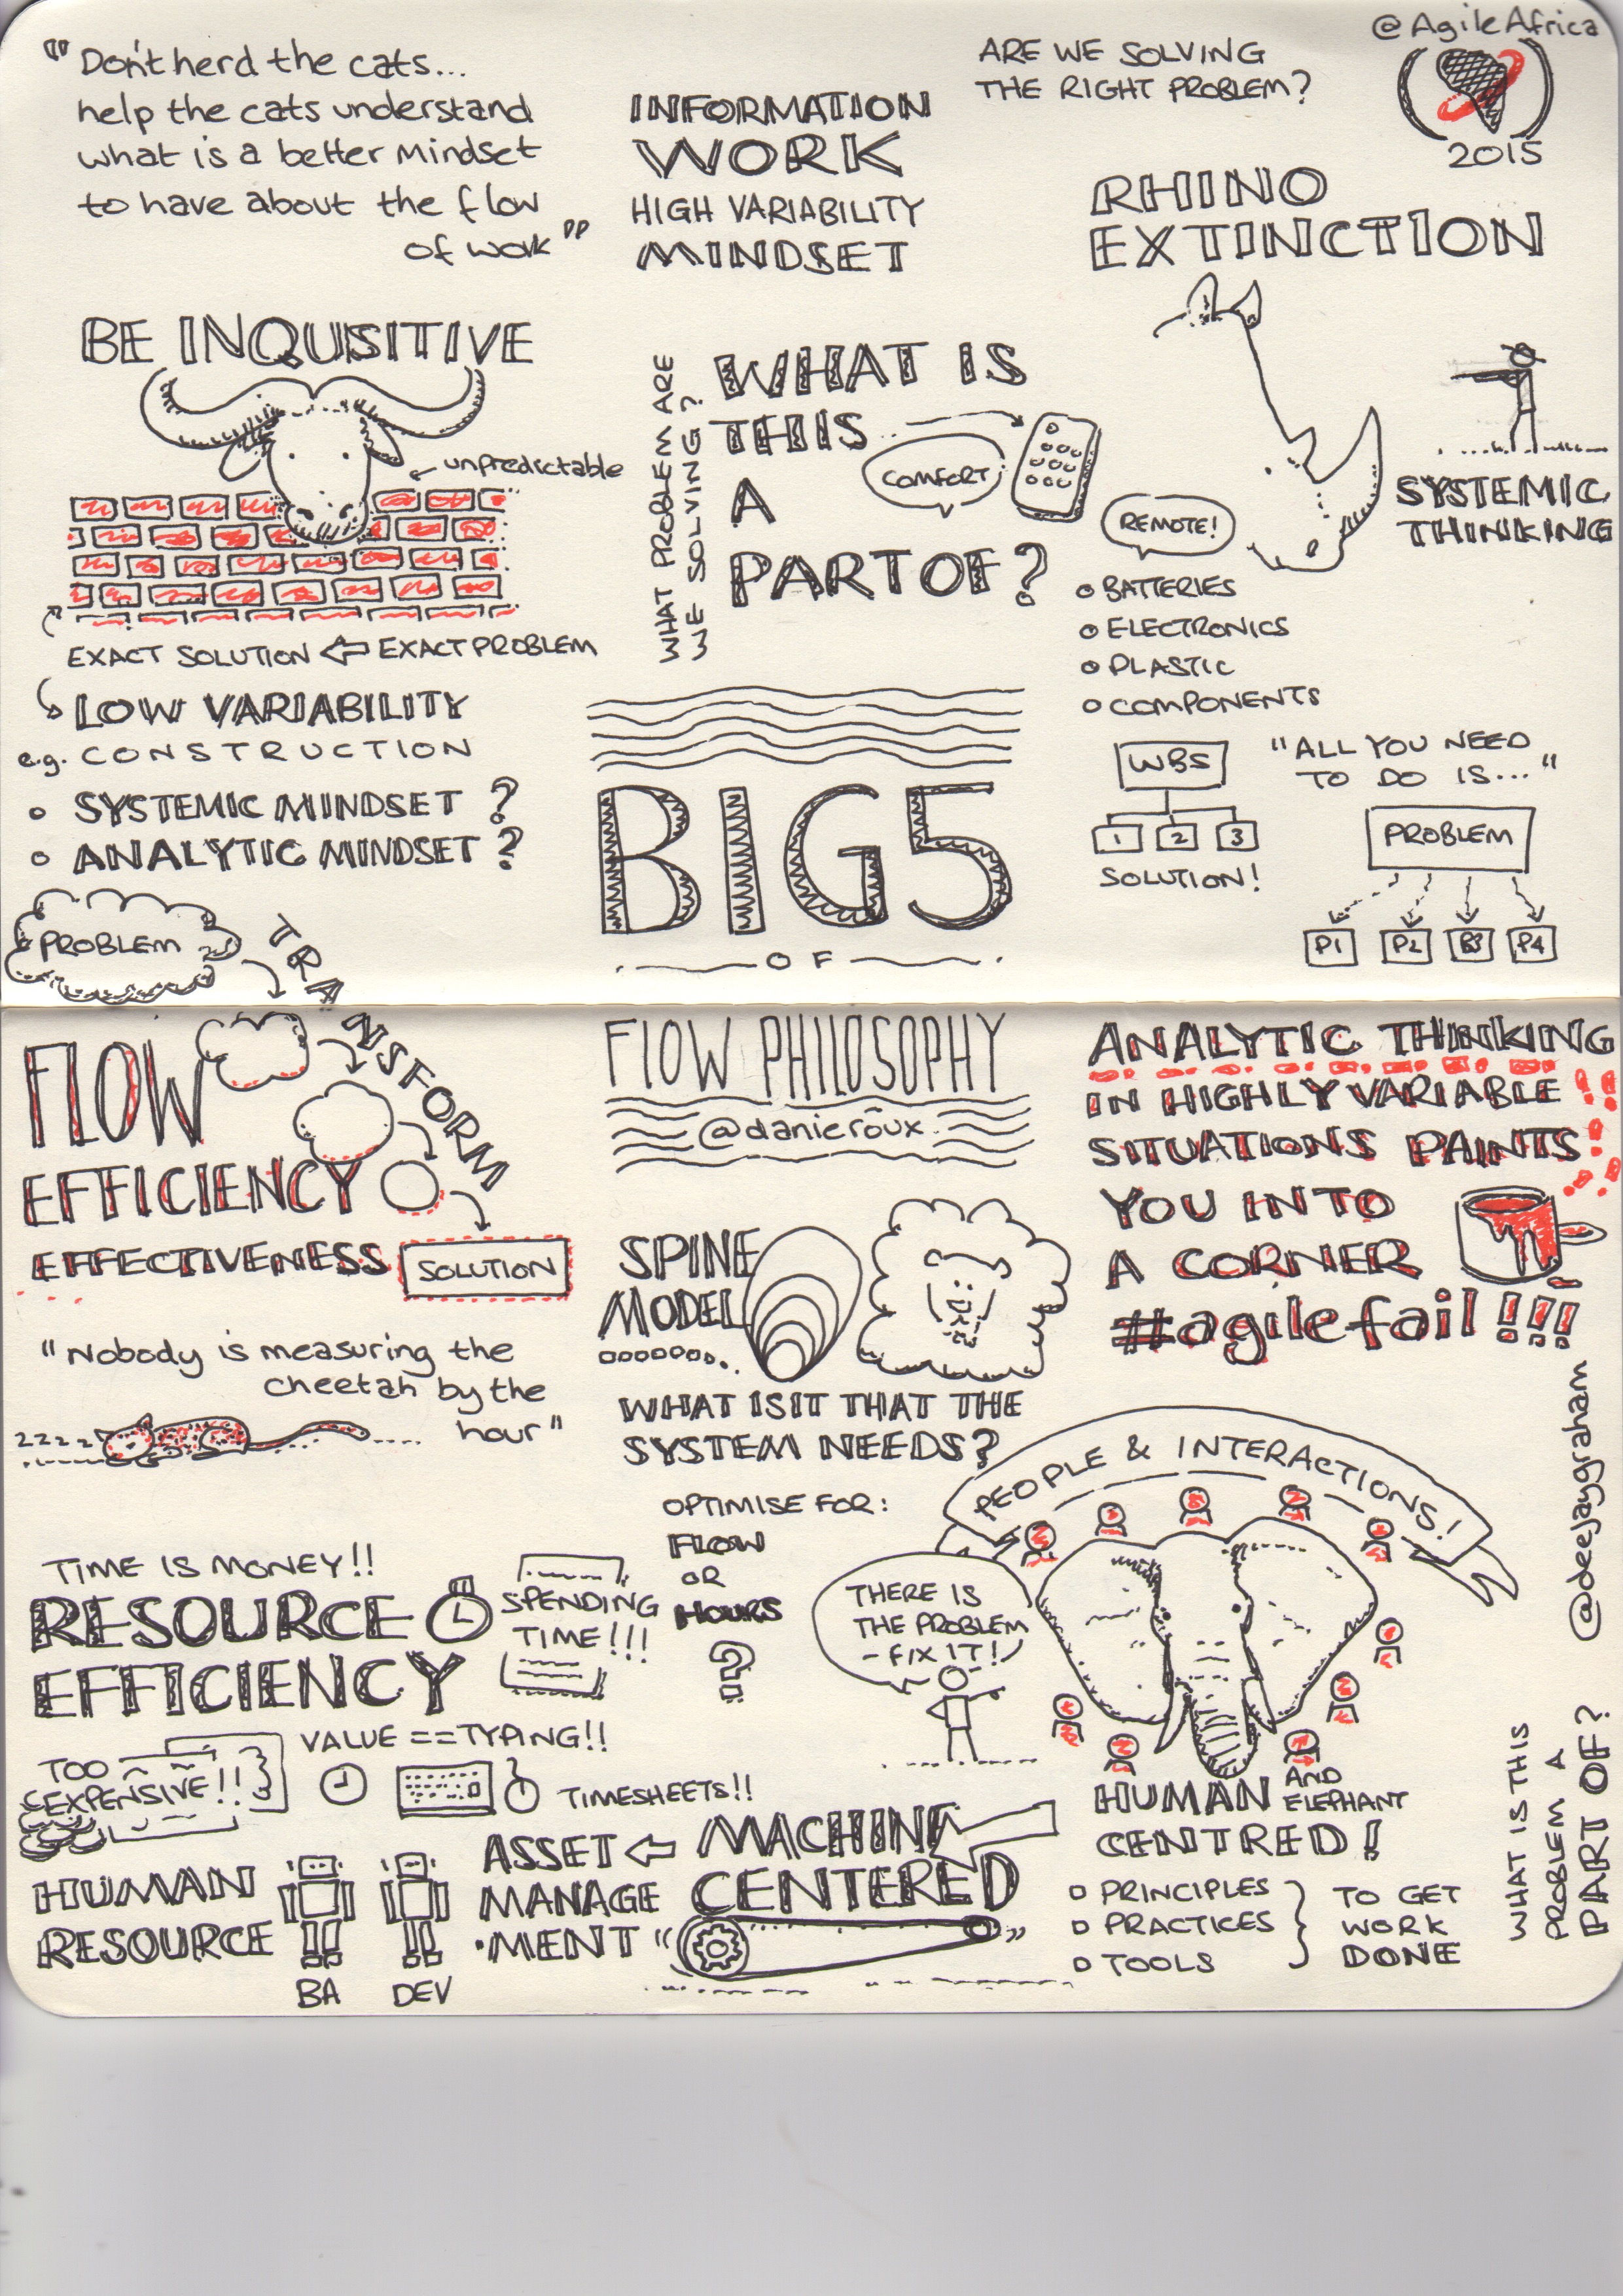 "Don't herd the cats...
help the cats understand
what is a better mindset
to have about the flow
of work"
INFORMATION
WORK
HIGH VARIABILITY
MINDSET
ARE WE SOLVING
THE RIGHT PROBLEM?
@AgileAfrica
2015
RHINO
EXTINCTION
SYSTEMIC
THINKING
BE INQUSITIVE
unpredictable
EXACT SOLUTION ⇐ EXACT PROBLEM
LOW VARIABILITY
e.g. CONSTRUCTION
• SYSTEMIC MINDSET ?
• ANALYTIC MINDSET ?
PROBLEM
TRANSFORM
WHAT PROBLEM ARE
WE SOLVING?
WHAT IS
THIS
A
PART OF?
COMFORT
REMOTE!
• BATTERIES
• ELECTRONICS
• PLASTIC
• COMPONENTS
WBS
1 2 3
SOLUTION!
"ALL YOU NEED
TO DO IS..."
PROBLEM
P1 P2 P3 P4
BIG5
OF
FLOW PHILOSOPHY
@danieroux
FLOW
EFFICIENCY
EFFECTIVENESS
SOLUTION
"Nobody is measuring the
cheetah by the
hour"
zzzz
SPINE
MODEL
WHAT IS IT THAT THE
SYSTEM NEEDS?
ANALYTIC THINKING
IN HIGHLY VARIABLE
SITUATIONS PAINTS
YOU INTO
A CORNER
#agilefail!!!!
@deejaygraham
PEOPLE & INTERACTIONS!
OPTIMISE FOR:
FLOW
OR
HOURS
?
THERE IS
THE PROBLEM
- FIX IT!
TIME IS MONEY!!
RESOURCE
EFFICIENCY
SPENDING
TIME!!!
TOO
EXPENSIVE!!
VALUE == TYPING!!
TIMESHEETS!!
HUMAN
RESOURCE
BA
DEV
ASSET ⇐ MACHINE
MANAGE
·MENT
CENTERED
HUMAN AND
ELEPHANT
CENTRED!
▫ PRINCIPLES
▫ PRACTICES
▫ TOOLS
TO GET
WORK
DONE
WHAT IS THIS
PROBLEM A
PART OF?